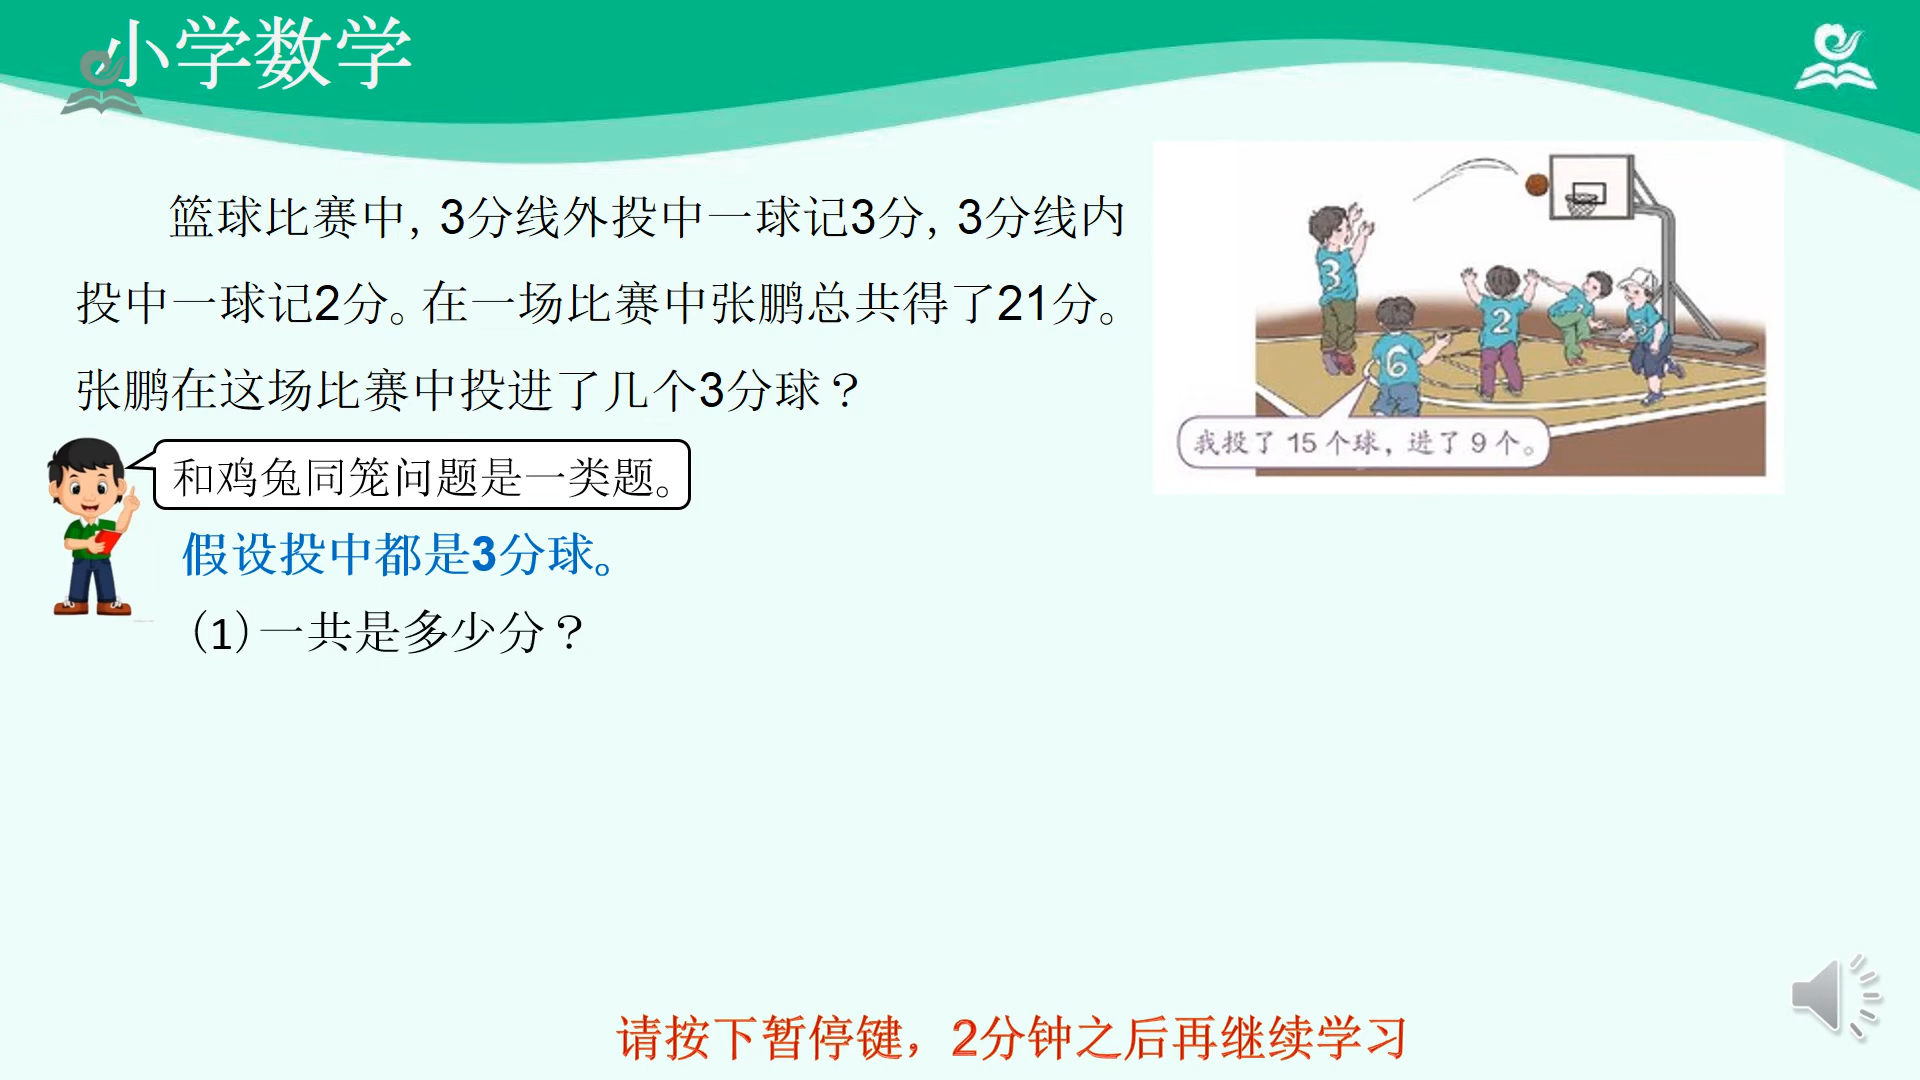 小学数学
篮球比赛中，3分线外投中一球记3分，3分线内
投中一球记2分。在一场比赛中张鹏总共得了21分。
张鹏在这场比赛中投进了几个3分球？
3
6
2
我投了 15 个球，进了 9 个。
和鸡兔同笼问题是一类题。
假设投中都是3分球。
（1）一共是多少分？
请按下暂停键，2分钟之后再继续学习